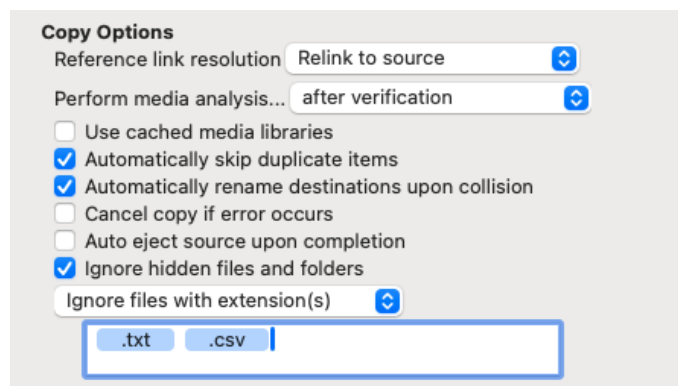 Copy Options
Reference link resolution Relink to source
Perform media analysis... after verification
Use cached media libraries
Automatically skip duplicate items
Automatically rename destinations upon collision
Cancel copy if error occurs
Auto eject source upon completion
Ignore hidden files and folders
Ignore files with extension(s)
.txt .csv